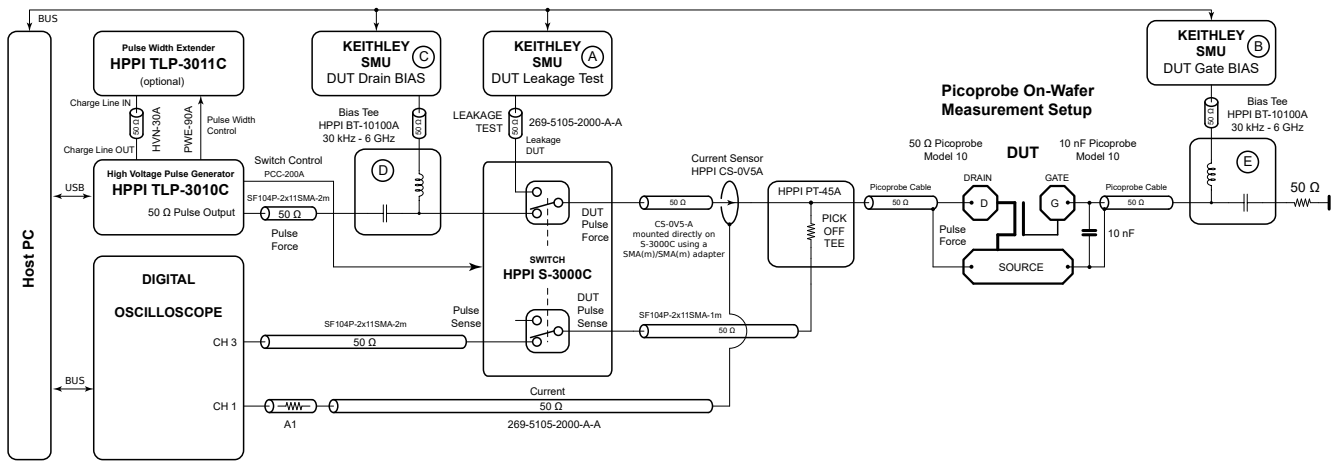 BUS
Host PC
Pulse Width Extender
HPPI TLP-3011C
(optional)
Charge Line IN
50 Ω
HVN-30A
PWE-90A
Pulse Width
Control
Charge Line OUT
High Voltage Pulse Generator
HPPI TLP-3010C
50 Ω Pulse Output
USB
Switch Control
PCC-200A
SF104P-2x11SMA-2m
50 Ω
Pulse
Force
KEITHLEY
SMU
C
DUT Drain BIAS
Bias Tee
HPPI BT-10100A
30 kHz - 6 GHz
50 Ω
D
KEITHLEY
SMU
A
DUT Leakage Test
LEAKAGE
TEST
50 Ω
269-5105-2000-A-A
Leakage
DUT
DUT
Pulse
Force
SWITCH
HPPI S-3000C
Pulse
Sense
DUT
Pulse
Sense
DIGITAL
OSCILLOSCOPE
CH 3
CH 1
BUS
SF104P-2x11SMA-2m
50 Ω
A1
Current
50 Ω
269-5105-2000-A-A
Current Sensor
HPPI CS-0V5A
50 Ω
CS-0V5-A
mounted directly on
S-3000C using a
SMA(m)/SMA(m) adapter
SF104P-2x11SMA-1m
50 Ω
HPPI PT-45A
PICK
OFF
TEE
Picoprobe On-Wafer
Measurement Setup
50 Ω Picoprobe
Model 10
DUT
10 nF Picoprobe
Model 10
Picoprobe Cable
50 Ω
Pulse
Force
DRAIN
D
GATE
G
SOURCE
10 nF
Picoprobe Cable
50 Ω
KEITHLEY
SMU
B
DUT Gate BIAS
50 Ω
Bias Tee
HPPI BT-10100A
30 kHz - 6 GHz
E
50 Ω